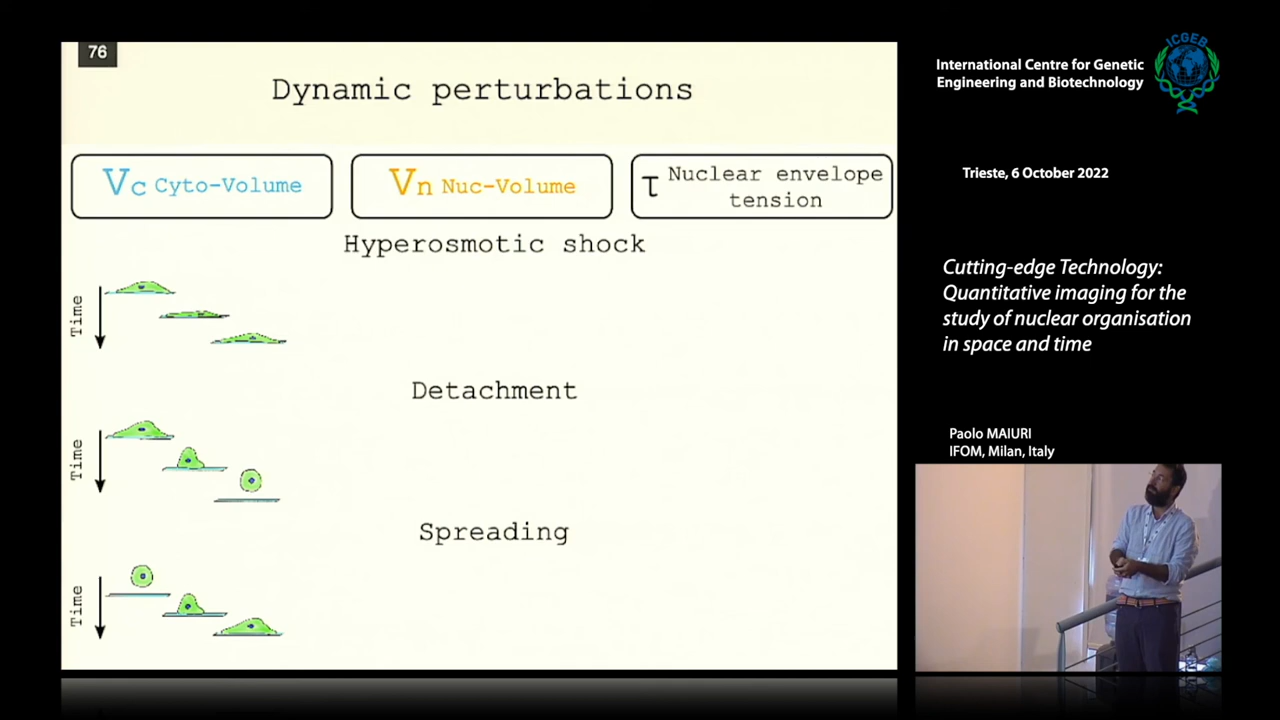 76
Dynamic perturbations
Vc Cyto-Volume
Vn Nuc-Volume
τ Nuclear envelope
tension
Hyperosmotic shock
Time
Detachment
Time
Spreading
Time
ICGEB
International Centre for Genetic
Engineering and Biotechnology
Trieste, 6 October 2022
Cutting-edge Technology:
Quantitative imaging for the
study of nuclear organisation
in space and time
Paolo MAIURI
IFOM, Milan, Italy